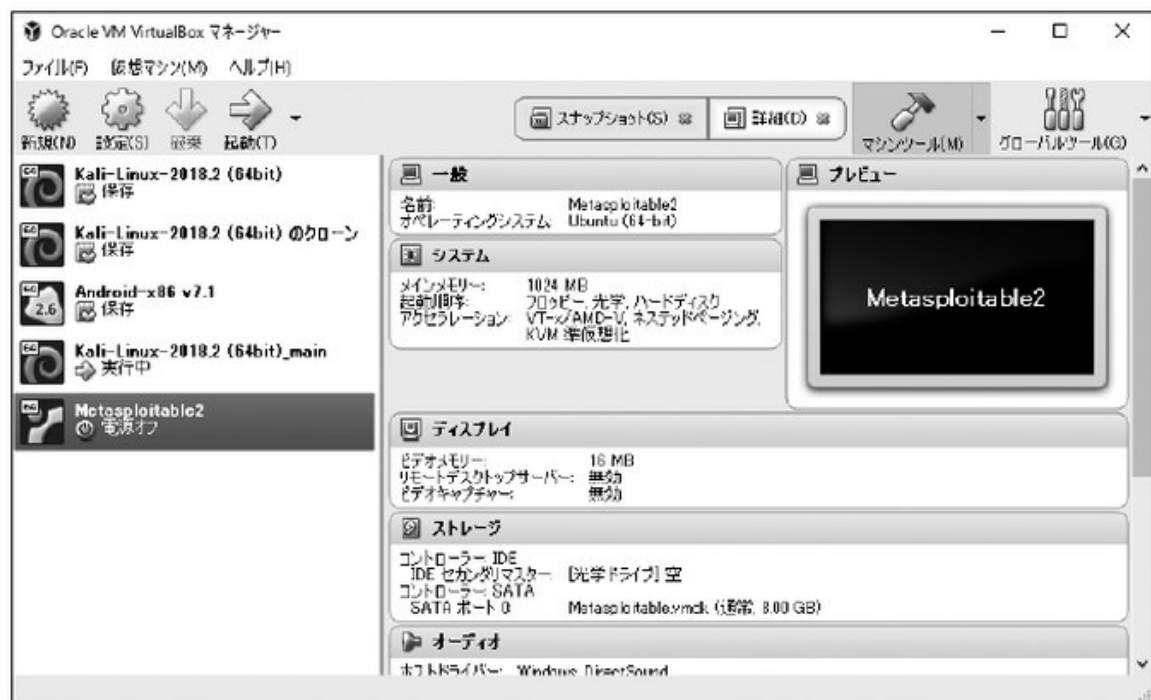 Oracle VM VirtualBox マネージャー
ファイル(F) 仮想マシン(M) ヘルプ(H)
新規(N) 設定(S) 破棄 起動(T) スナップショット(S) 詳細(D) マシンツール(M) グローバルツール(G)
Kali-Linux-2018.2 (64bit)
保存
Kali-Linux-2018.2 (64bit) のクローン
保存
Android-x86 v7.1
保存
Kali-Linux-2018.2 (64bit)_main
実行中
Metasploitable2
電源オフ
一般
名前: Metasploitable2
オペレーティングシステム: Ubuntu (64-bit)
システム
メインメモリー: 1024 MB
起動順序: フロッピー, 光学, ハードディスク
アクセラレーション: VT-x/AMD-V, ネステッドページング,
KVM 準仮想化
プレビュー
Metasploitable2
ディスプレイ
ビデオメモリー: 16 MB
リモートデスクトップサーバー: 無効
ビデオキャプチャー: 無効
ストレージ
コントローラー: IDE
IDE セカンダリマスター: [光学ドライブ] 空
コントローラー: SATA
SATA ポート 0: Metasploitable.vmdk (通常, 8.00 GB)
オーディオ
ホストドライバー: Windows DirectSound